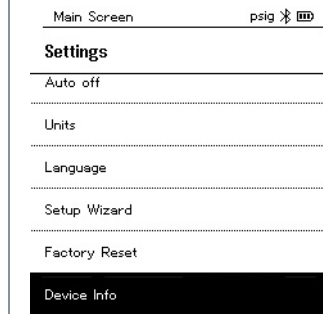 Main Screen psig
Settings
Auto off
Units
Language
Setup Wizard
Factory Reset
Device Info